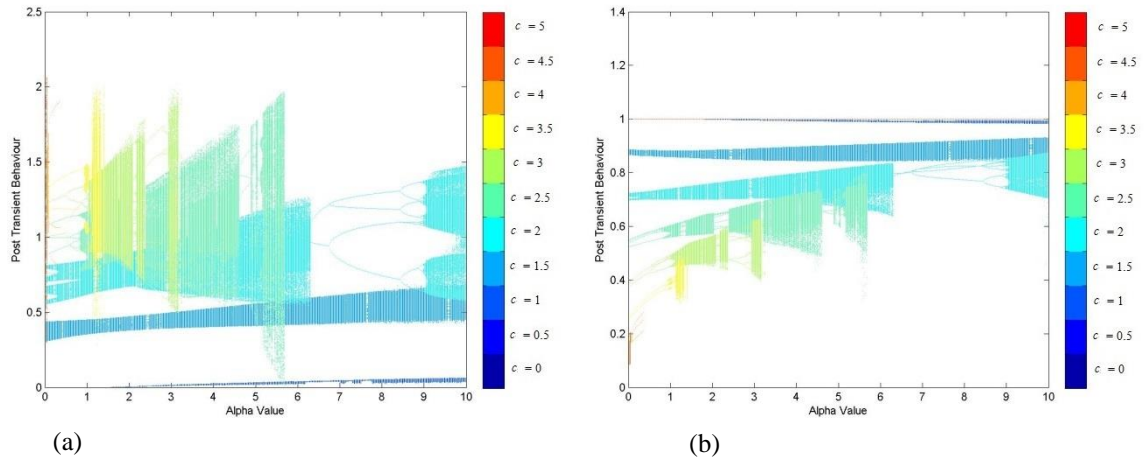 2.5
2
1.5
1
0.5
0
Post Transient Behaviour
0 1 2 3 4 5 6 7 8 9 10
Alpha Value
c = 5
c = 4.5
c = 4
c = 3.5
c = 3
c = 2.5
c = 2
c = 1.5
c = 1
c = 0.5
c = 0
(a)
1.4
1.2
1
0.8
0.6
0.4
0.2
0
Post Transient Behaviour
0 1 2 3 4 5 6 7 8 9 10
Alpha Value
c = 5
c = 4.5
c = 4
c = 3.5
c = 3
c = 2.5
c = 2
c = 1.5
c = 1
c = 0.5
c = 0
(b)